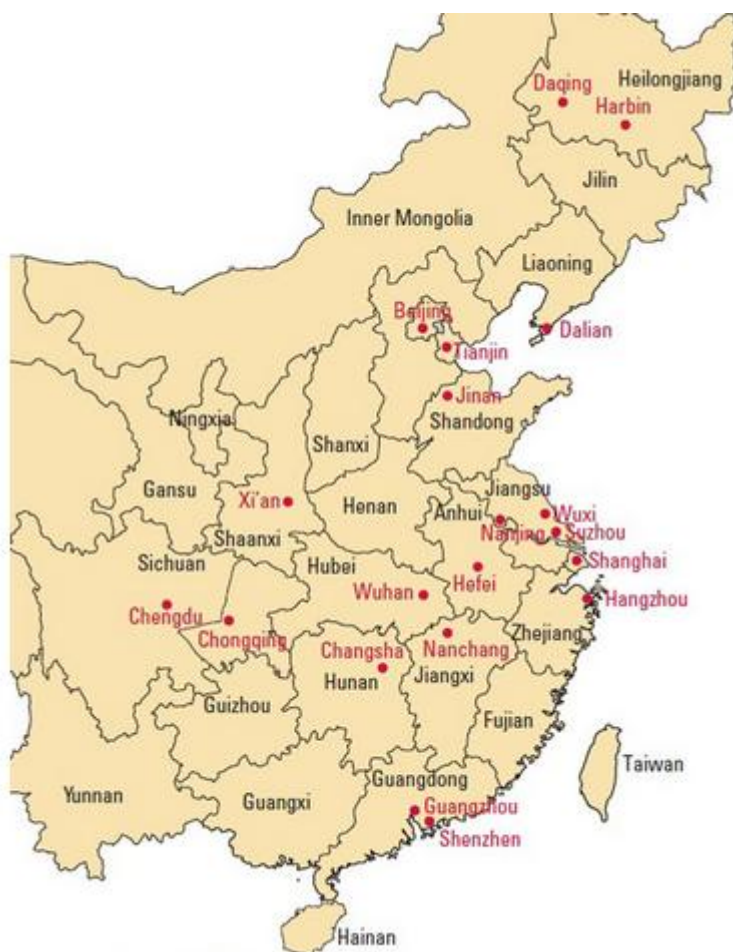 Daqing
Heilongjiang
Harbin
Jilin
Inner Mongolia
Liaoning
Beijing
Dalian
Tianjin
Jinan
Ningxia
Shanxi
Shandong
Gansu
Xi'an
Henan
Jiangsu
Anhui
Wuxi
Nanjing
Suzhou
Shaanxi
Sichuan
Hubei
Shanghai
Hefei
Wuhan
Hangzhou
Chengdu
Chongqing
Zhejiang
Changsha
Nanchang
Hunan
Jiangxi
Guizhou
Fujian
Taiwan
Guangdong
Yunnan
Guangxi
Guangzhou
Shenzhen
Hainan